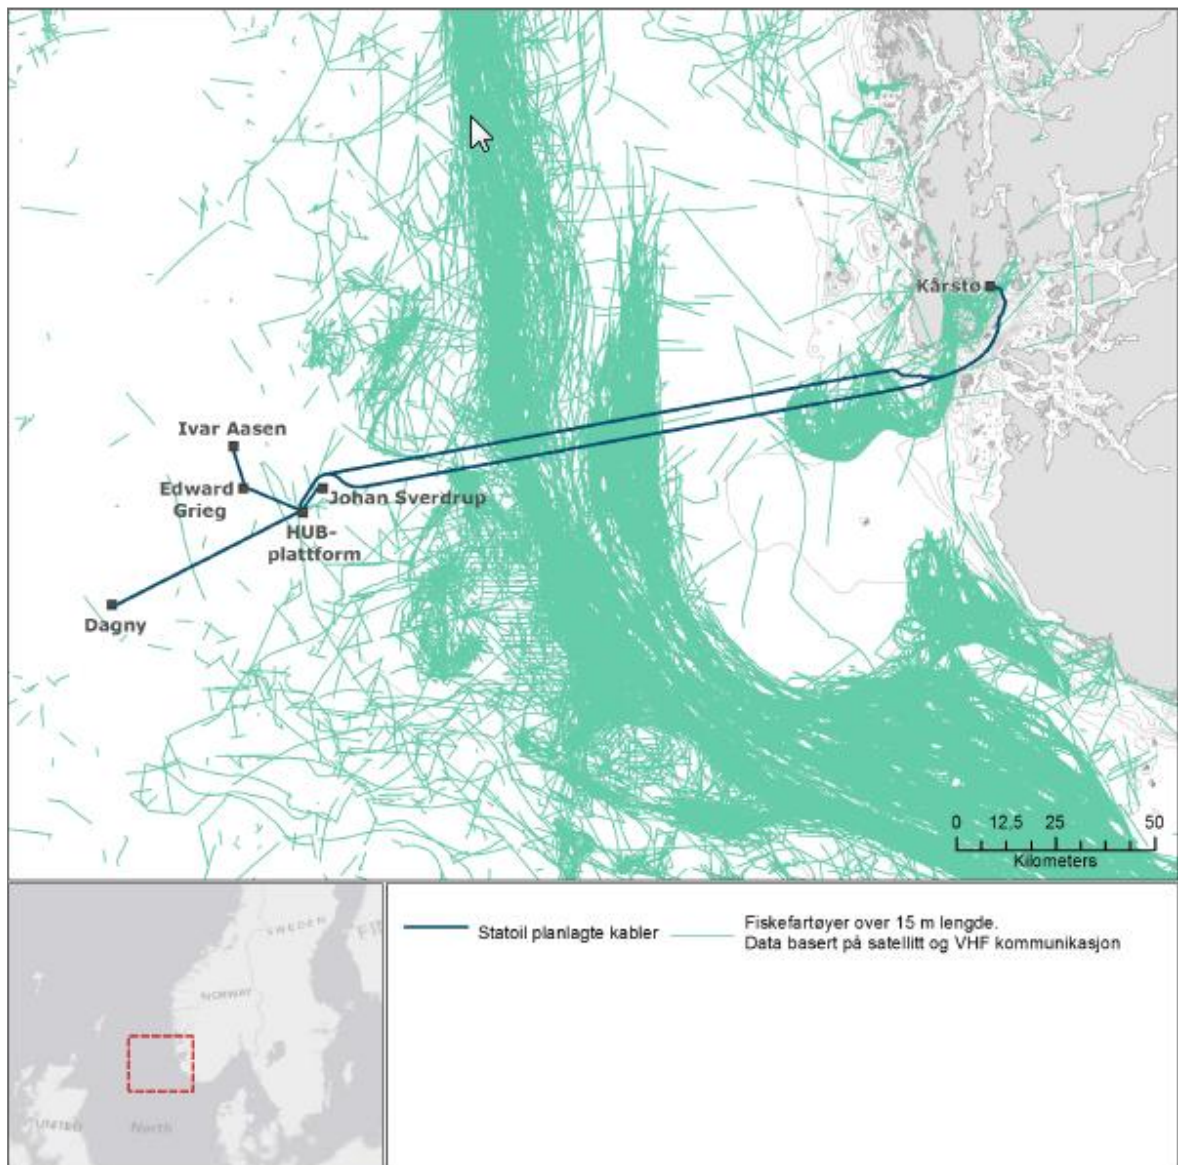 Kårstø
Ivar Aasen
Edward
Grieg
Johan Sverdrup
HUB-
plattform
Dagny
0 12,5 25 50
Kilometers
SWEDEN
NORWAY
UNITED
North
Statoil planlagte kabler
Fiskefartøyer over 15 m lengde.
Data basert på satellitt og VHF kommunikasjon